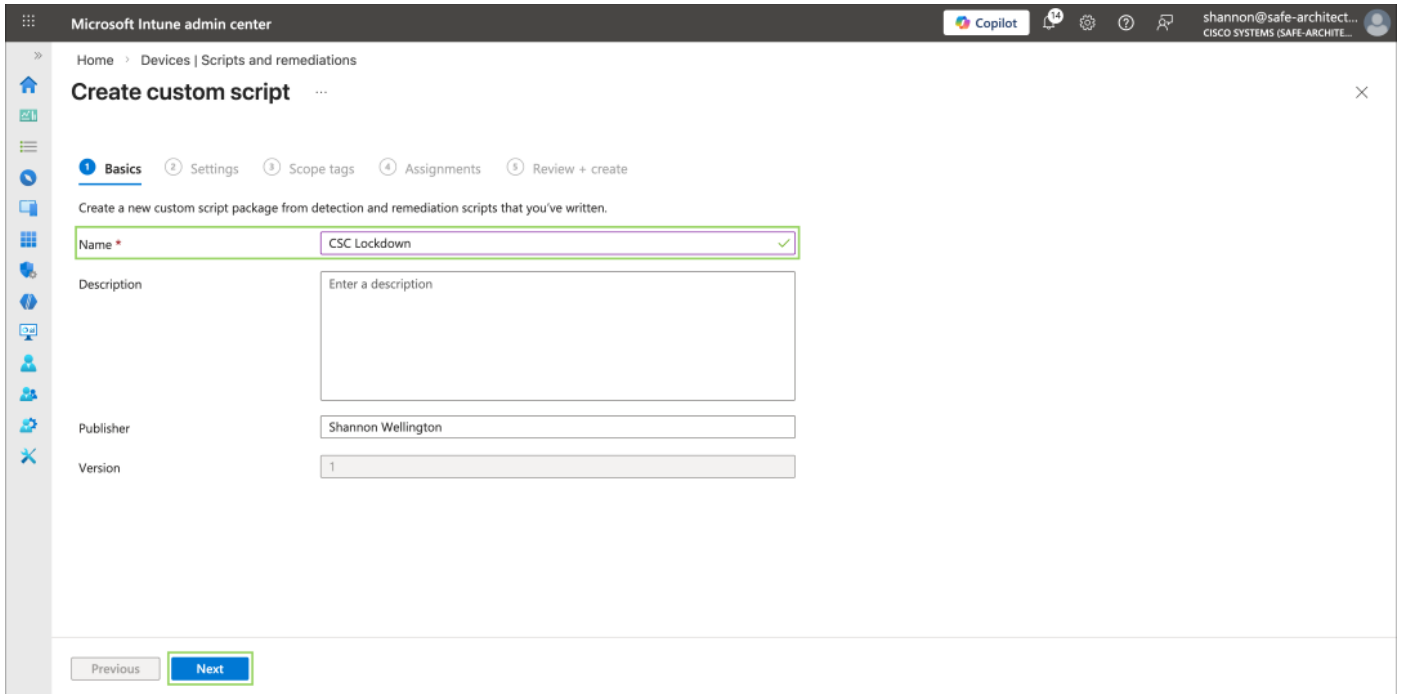 Microsoft Intune admin center
Copilot
14
shannon@safe-architect...
CISCO SYSTEMS (SAFE-ARCHITE...
Home > Devices | Scripts and remediations
Create custom script ...
1 Basics 2 Settings 3 Scope tags 4 Assignments 5 Review + create
Create a new custom script package from detection and remediation scripts that you've written.
Name * CSC Lockdown
Description Enter a description
Publisher Shannon Wellington
Version 1
Previous Next